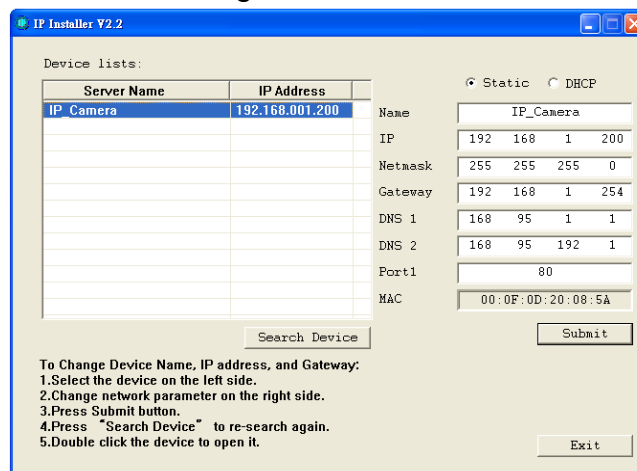 IP Installer V2.2
Device lists:
Server Name IP Address
IP_Camera 192.168.001.200
Static DHCP
Name IP_Camera
IP 192 168 1 200
Netmask 255 255 255 0
Gateway 192 168 1 254
DNS 1 168 95 1 1
DNS 2 168 95 192 1
Port1 80
MAC 00:0F:0D:20:08:5A
Search Device
Submit
To Change Device Name, IP address, and Gateway:
1.Select the device on the left side.
2.Change network parameter on the right side.
3.Press Submit button.
4.Press “Search Device” to re-search again.
5.Double click the device to open it.
Exit